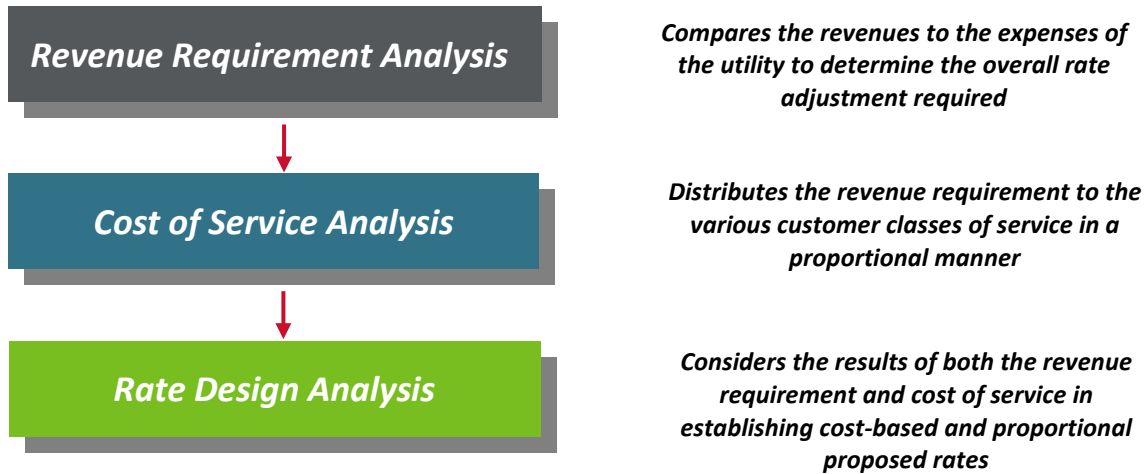 Revenue Requirement Analysis
Compares the revenues to the expenses of
the utility to determine the overall rate
adjustment required
Cost of Service Analysis
Distributes the revenue requirement to the
various customer classes of service in a
proportional manner
Rate Design Analysis
Considers the results of both the revenue
requirement and cost of service in
establishing cost-based and proportional
proposed rates